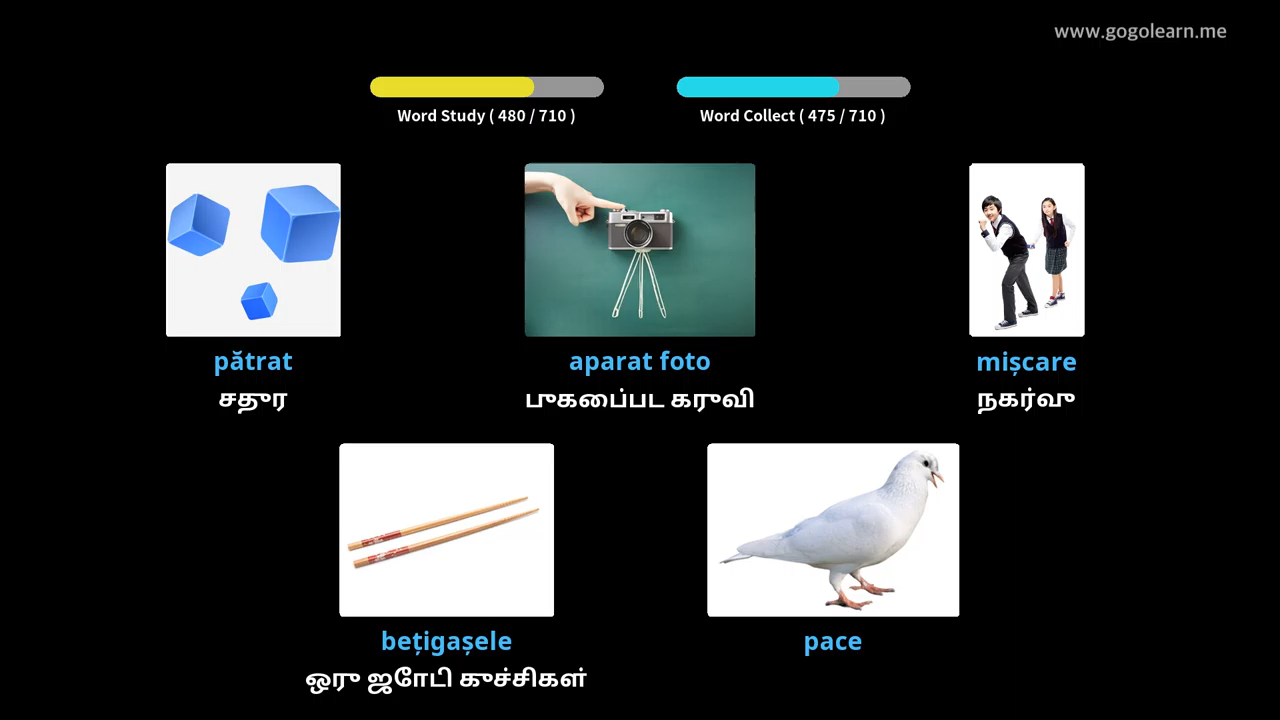 www.gogolearn.me
Word Study ( 480 / 710 )
Word Collect ( 475 / 710 )
pătrat
aparat foto
mișcare
சதுர
புகைப்பட கருவி
நகர்வு
bețigașele
pace
ஒரு ஜோடி குச்சிகள்